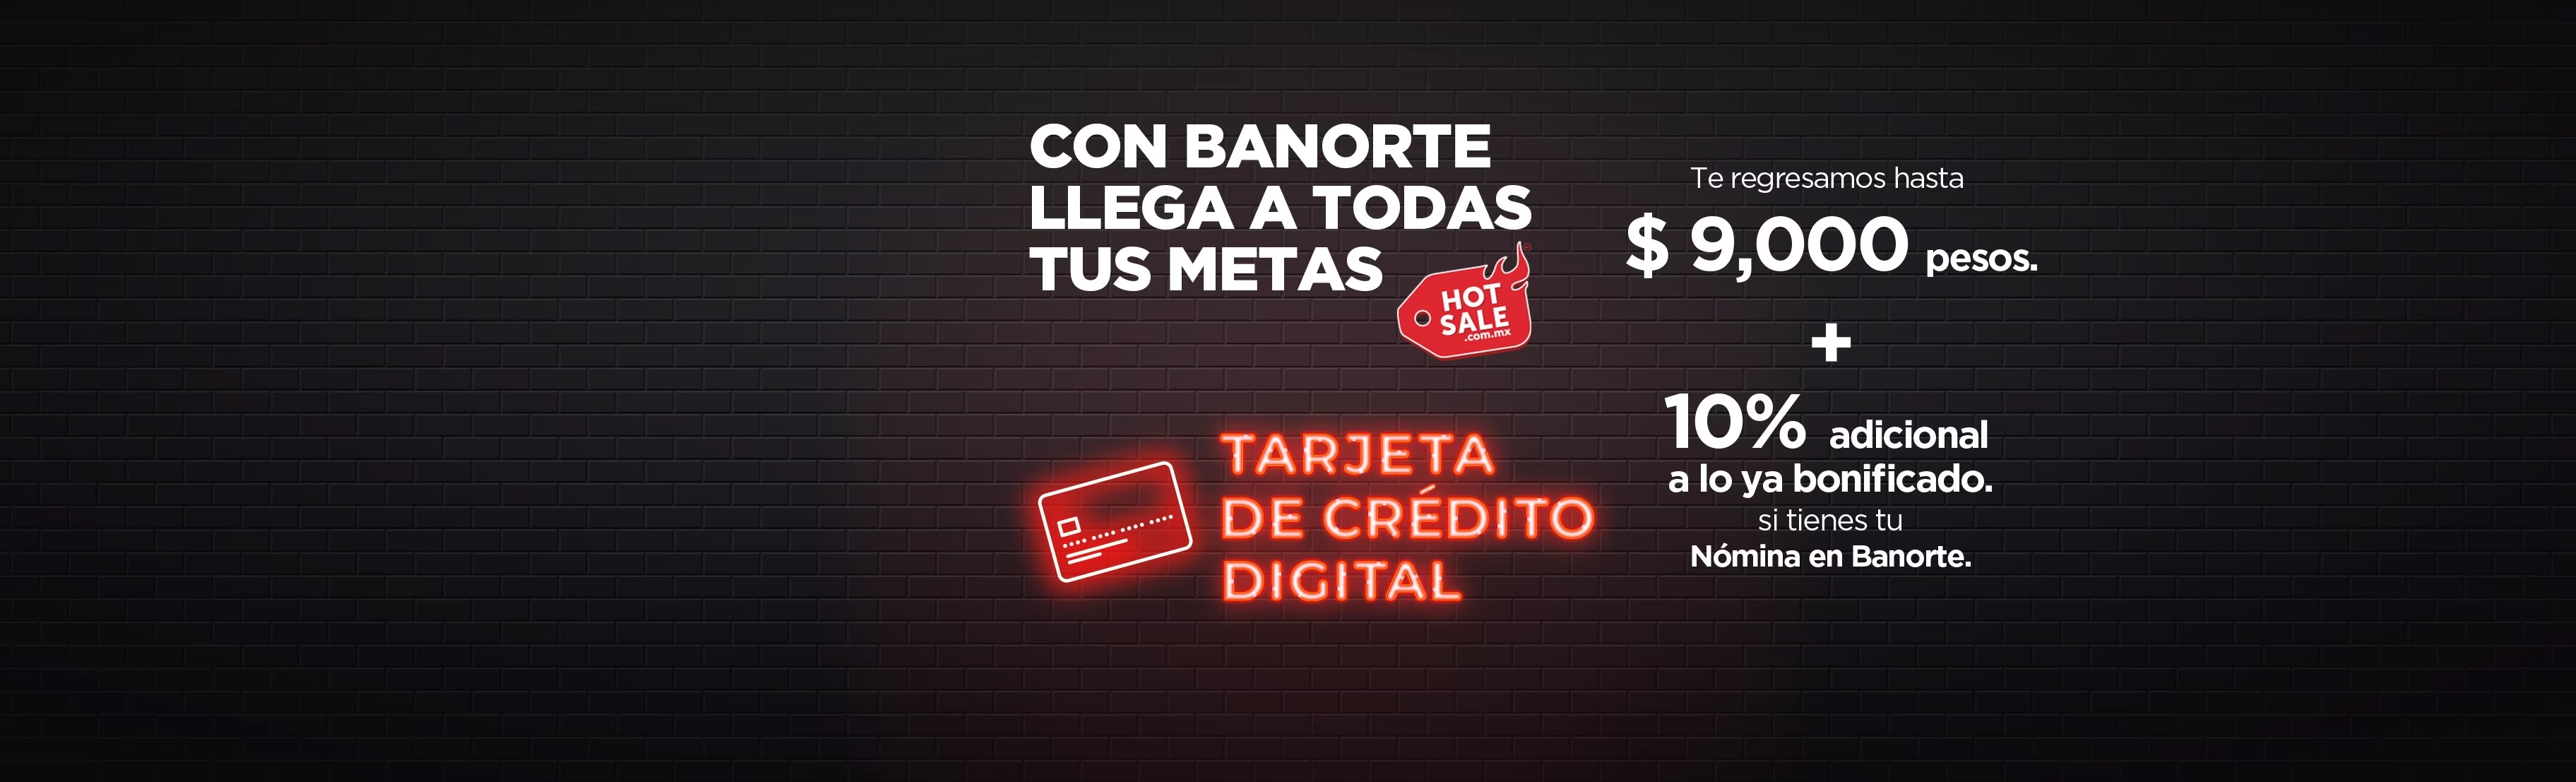 CON BANORTE
LLEGA A TODAS
TUS METAS
HOT
SALE
.com.mx
TARJETA
DE CRÉDITO
DIGITAL
Te regresamos hasta
$ 9,000 pesos.
+
10% adicional
a lo ya bonificado.
si tienes tu
Nómina en Banorte.